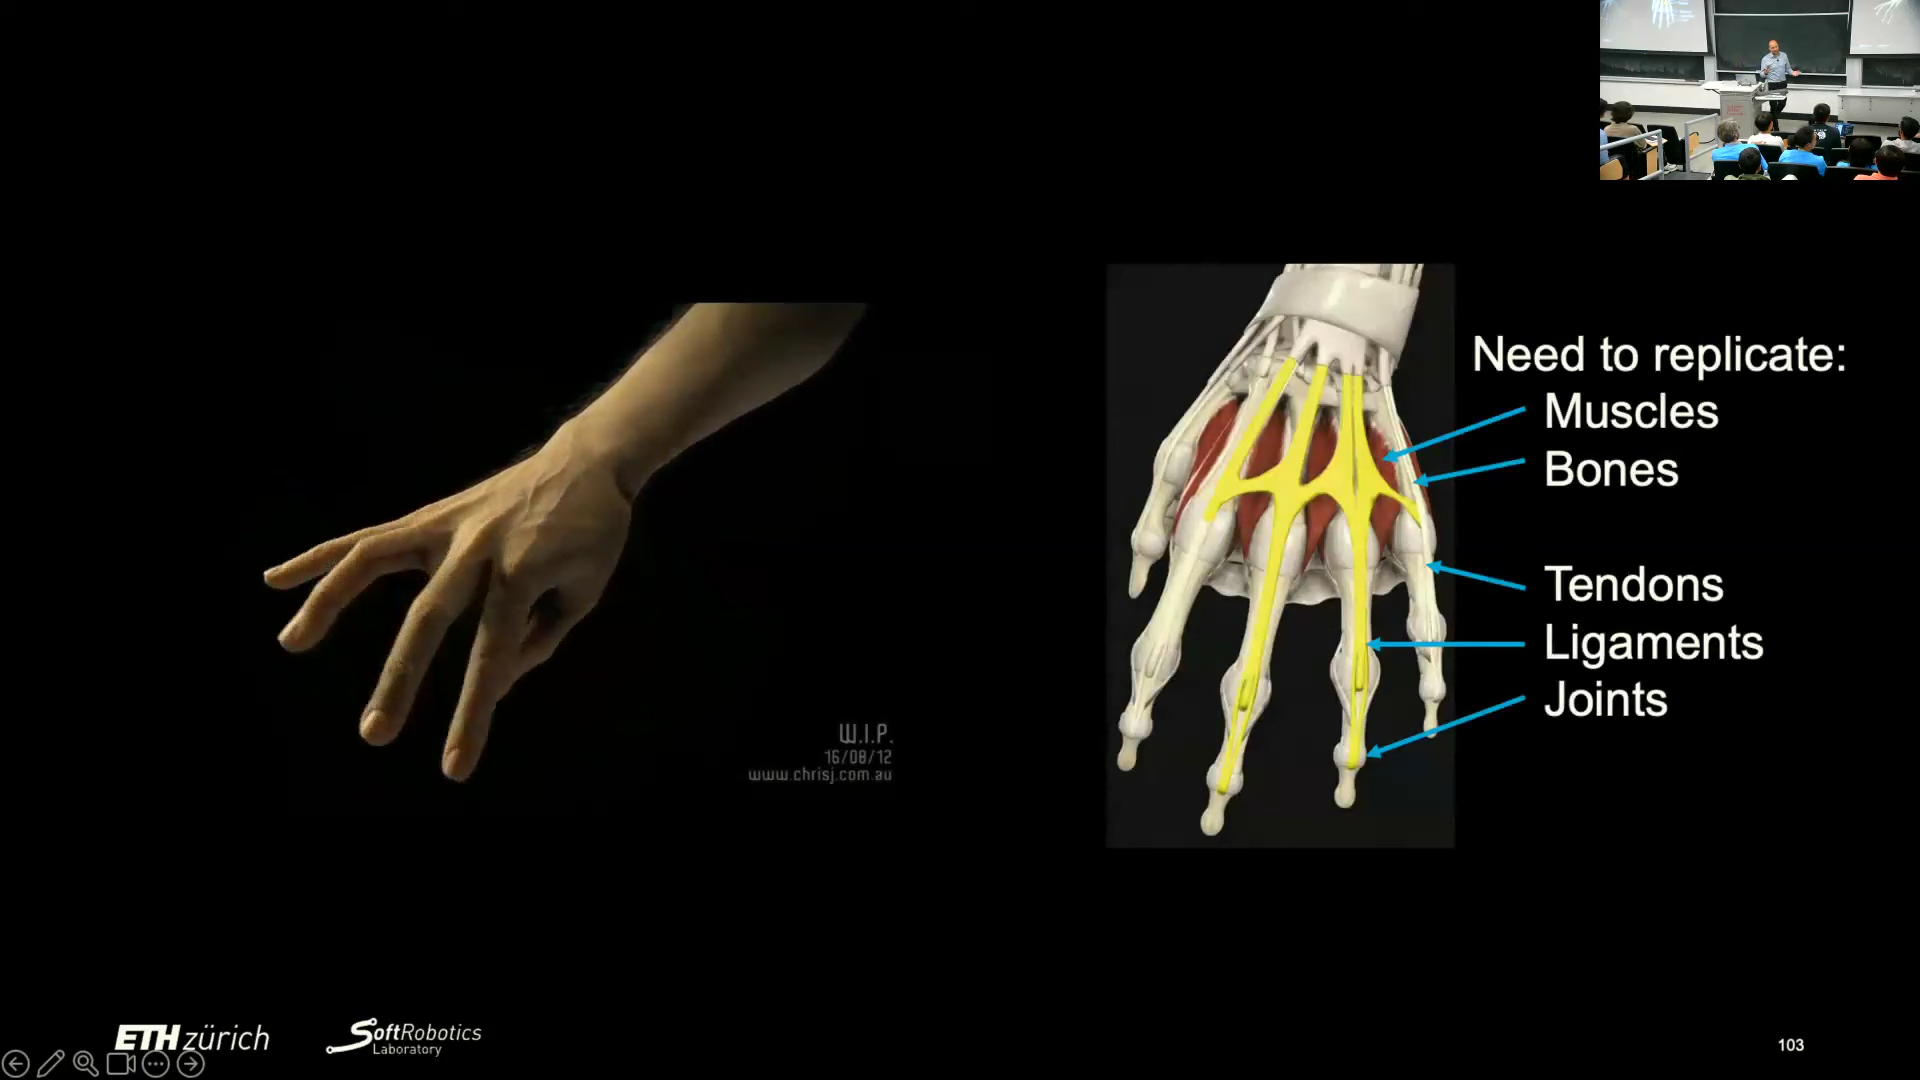 Need to replicate:
Muscles
Bones
Tendons
Ligaments
Joints
W.I.P.
16/08/12
www.chrisj.com.au
ETH zürich
SoftRobotics
Laboratory
103